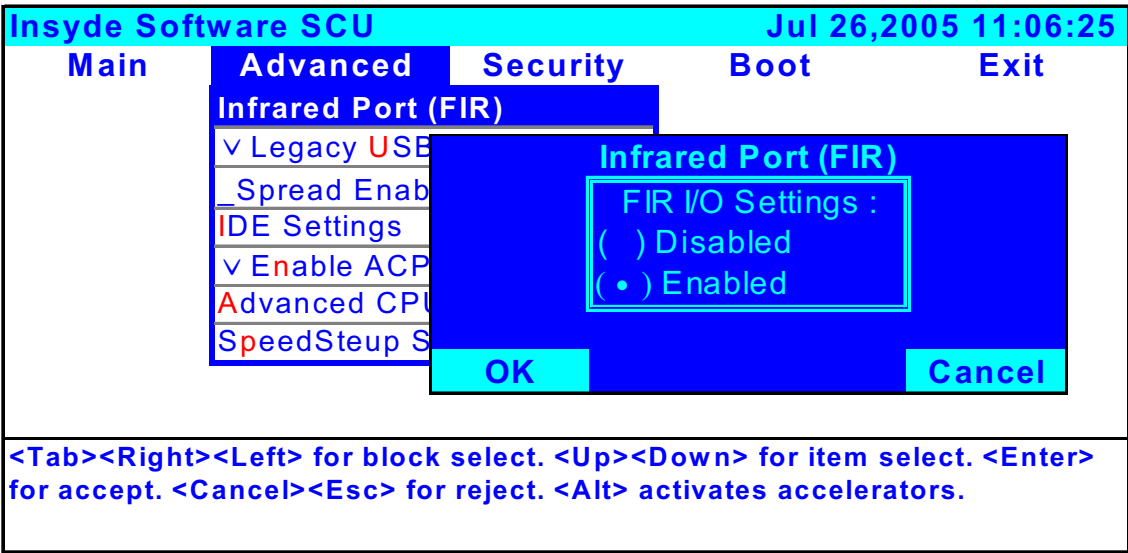 Insyde Software SCU Jul 26,2005 11:06:25
Main Advanced Security Boot Exit
Infrared Port (FIR)
∨ Legacy USB
_Spread Enab
IDE Settings
∨ Enable ACP
Advanced CPU
SpeedSteup S
Infrared Port (FIR)
FIR I/O Settings :
( ) Disabled
( • ) Enabled
OK Cancel
<Tab><Right><Left> for block select. <Up><Down> for item select. <Enter>
for accept. <Cancel><Esc> for reject. <Alt> activates accelerators.